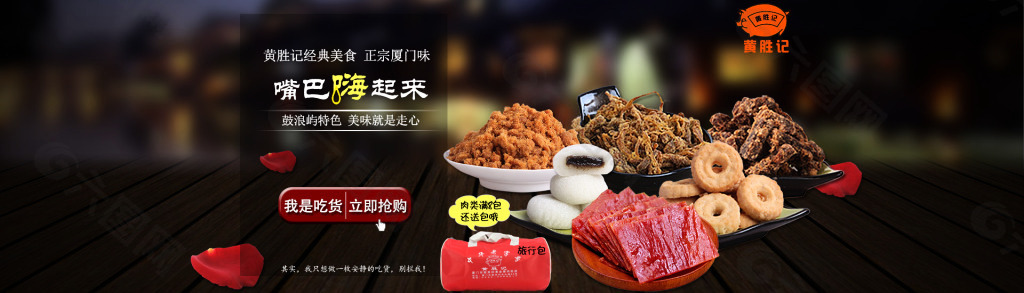 黄胜记
黄胜记
黄胜记经典美食 正宗厦门味
嘴巴嗨起来
鼓浪屿特色 美味就是走心
我是吃货 立即抢购
肉类满8包
还送包哦
旅行包
其实，我只想做一枚安静的吃货，别拦我！